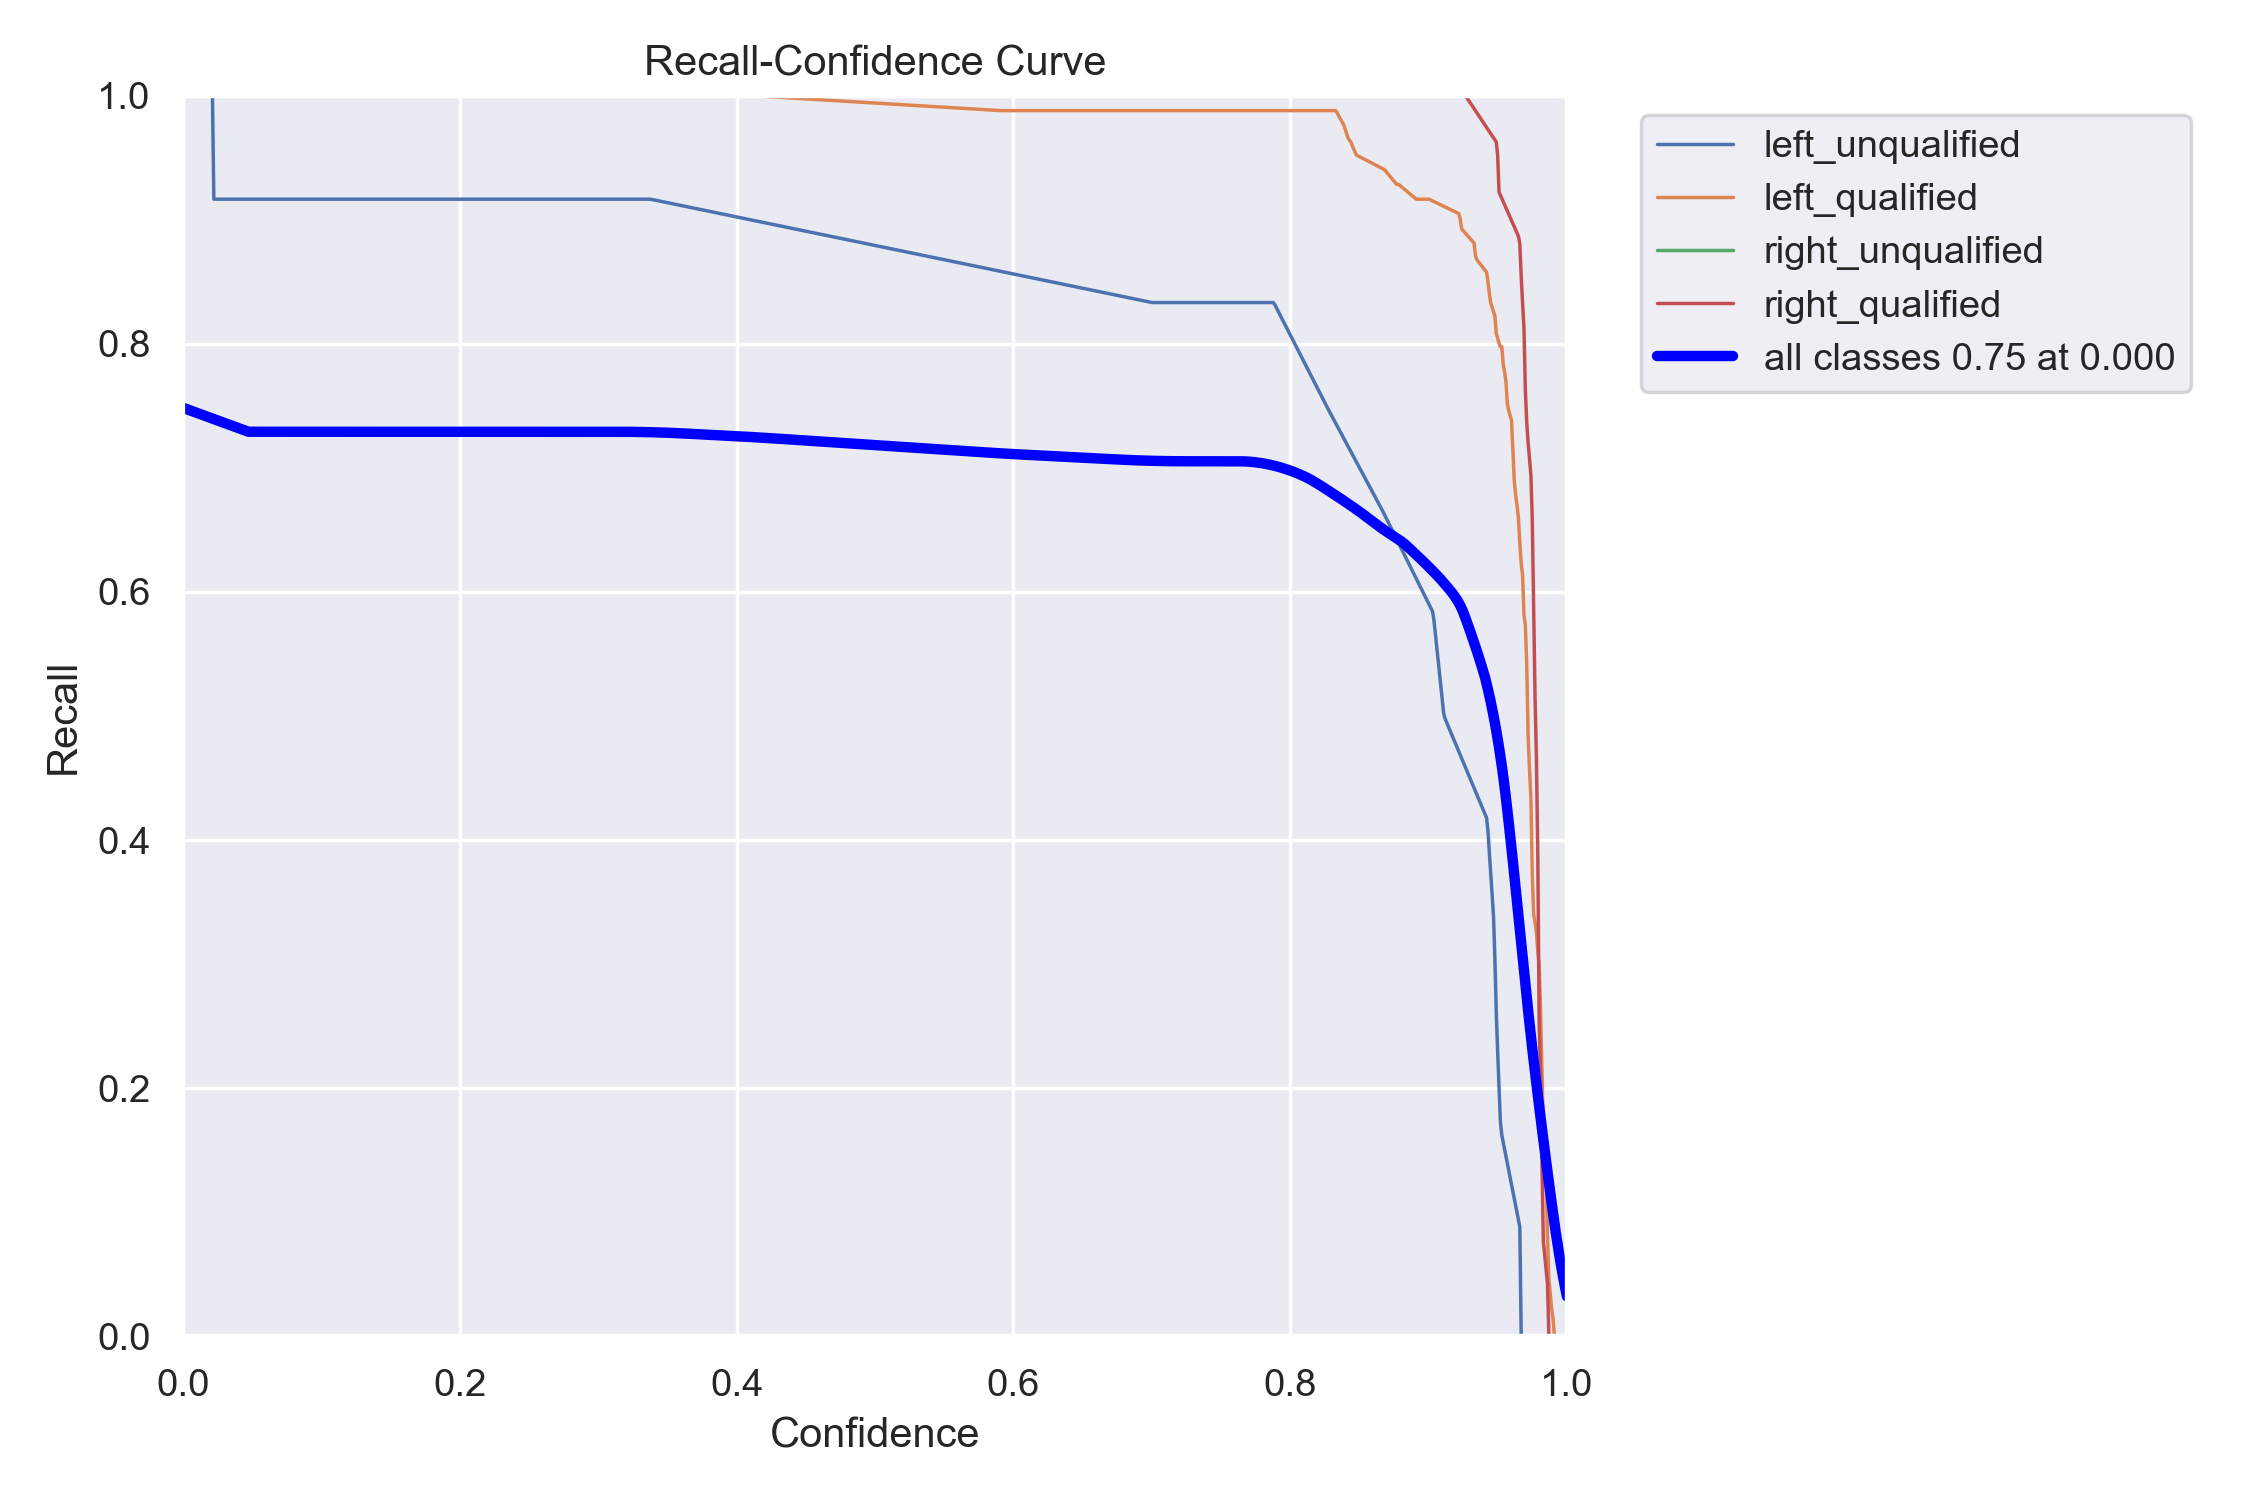 Recall-Confidence Curve
1.0
0.8
0.6
0.4
0.2
0.0
Recall
0.0 0.2 0.4 0.6 0.8 1.0
Confidence
left_unqualified
left_qualified
right_unqualified
right_qualified
all classes 0.75 at 0.000